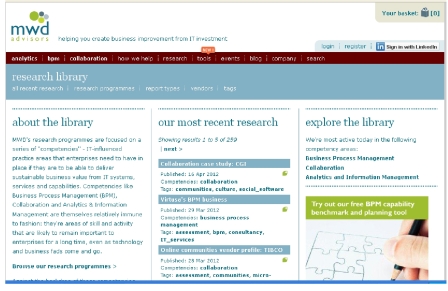 Your basket: [0]
mwd
advisors
helping you create business improvement from IT investment
login | register | in Sign in with LinkedIn
analytics | bpm | collaboration | how we help | research | tools | events | blog | company | search
research library
all recent research | research programmes | report types | vendors | tags
about the library
MWD's research programmes are focused on a
series of "competencies" - IT-influenced
practice areas that enterprises need to have in
place if they are to be able to deliver
sustainable business value from IT systems,
services and capabilities. Competencies like
Business Process Management (BPM),
Collaboration and Analytics & Information
Management are themselves relatively immune
to fashion: they're areas of skill and activity
that are likely to remain important to
enterprises for a long time, even as technology
and business fads come and go.
Browse our research programmes >
our most recent research
Showing results 1 to 5 of 259
| next >
Collaboration case study: CGI
Published: 16 Apr 2012
Competencies: collaboration
Tags: communities, culture, social_software
Virtusa's BPM business
Published: 29 Mar 2012
Competencies: business process
management
Tags: assessment, bpm, consultancy,
IT_services
Online communities vendor profile: TIBCO
Published: 28 Mar 2012
Competencies: collaboration
Tags: assessment, communities, micro-
explore the library
We're most active today in the following
competency areas:
Business Process Management
Collaboration
Analytics and Information Management
Try out our free BPM capability
benchmark and planning tool